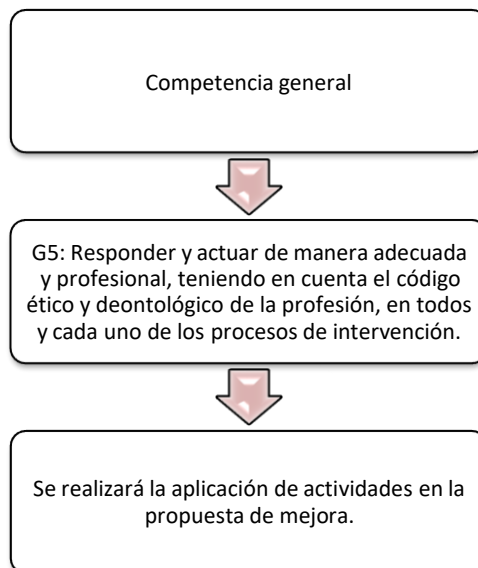 Competencia general
G5: Responder y actuar de manera adecuada
y profesional, teniendo en cuenta el código
ético y deontológico de la profesión, en todos
y cada uno de los procesos de intervención.
Se realizará la aplicación de actividades en la
propuesta de mejora.